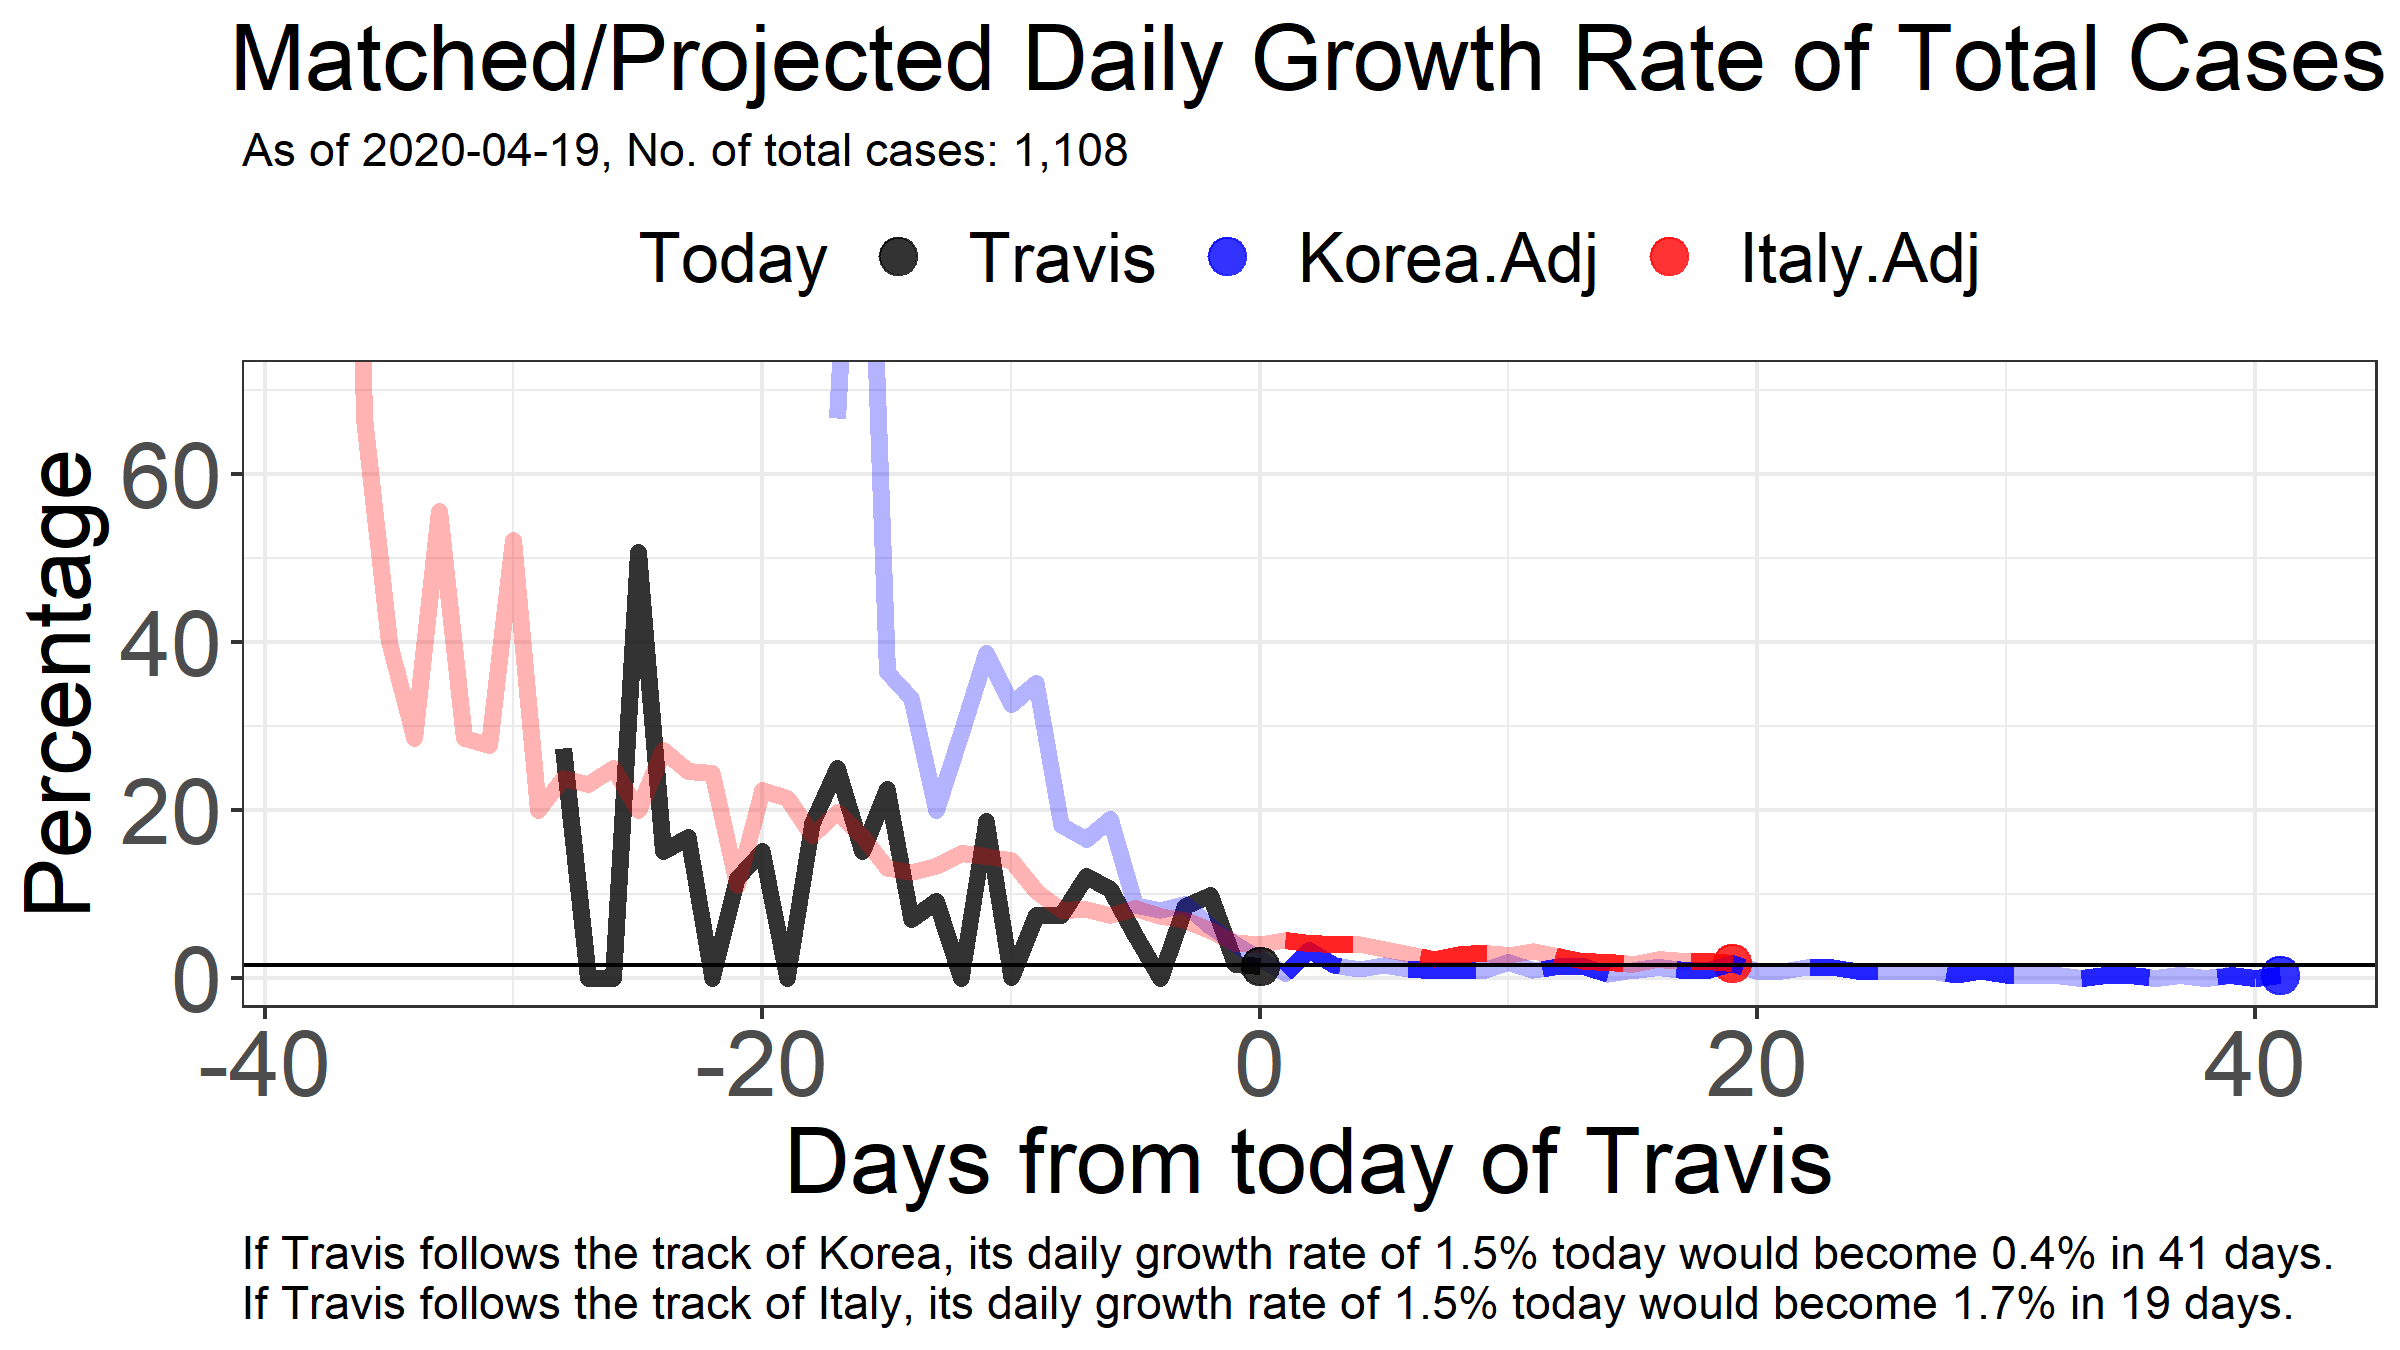 Matched/Projected Daily Growth Rate of Total Cases
As of 2020-04-19, No. of total cases: 1,108
Today Travis Korea.Adj Italy.Adj
Percentage
60
40
20
0
-40 -20 0 20 40
Days from today of Travis
If Travis follows the track of Korea, its daily growth rate of 1.5% today would become 0.4% in 41 days.
If Travis follows the track of Italy, its daily growth rate of 1.5% today would become 1.7% in 19 days.